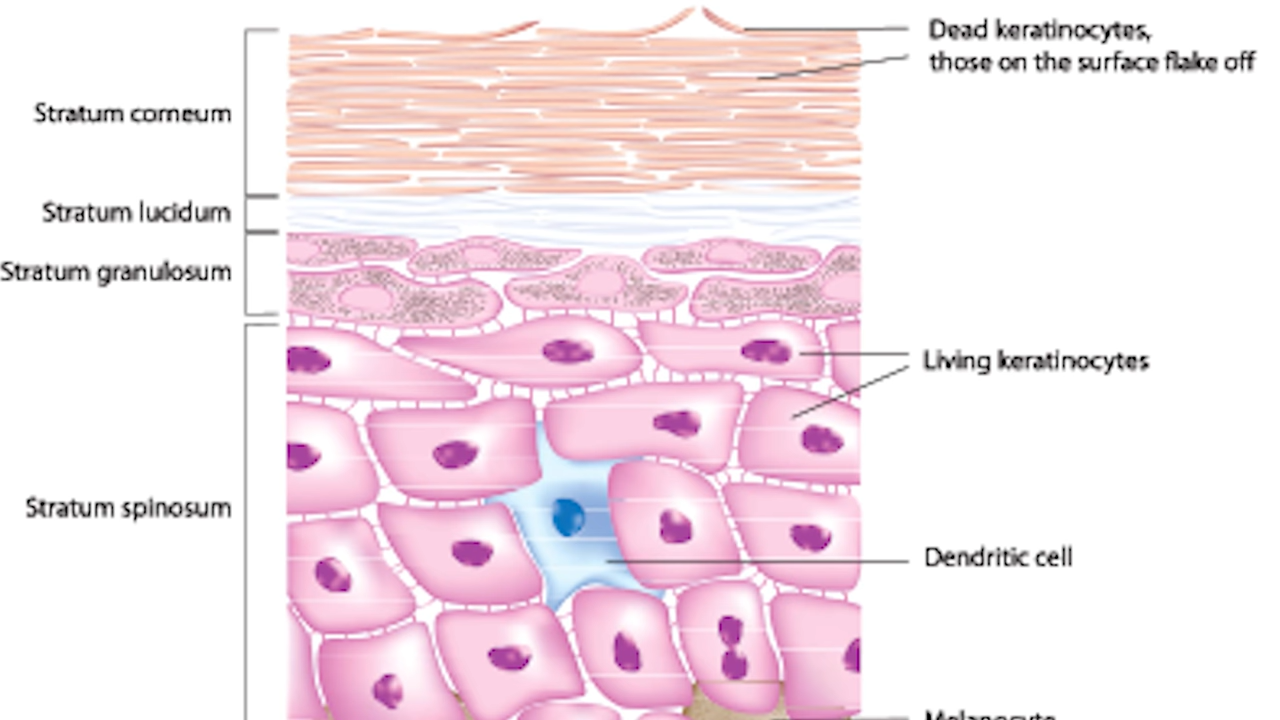 Dead keratinocytes,
those on the surface flake off
Stratum corneum
Stratum lucidum
Stratum granulosum
Living keratinocytes
Stratum spinosum
Dendritic cell
Melanocyte